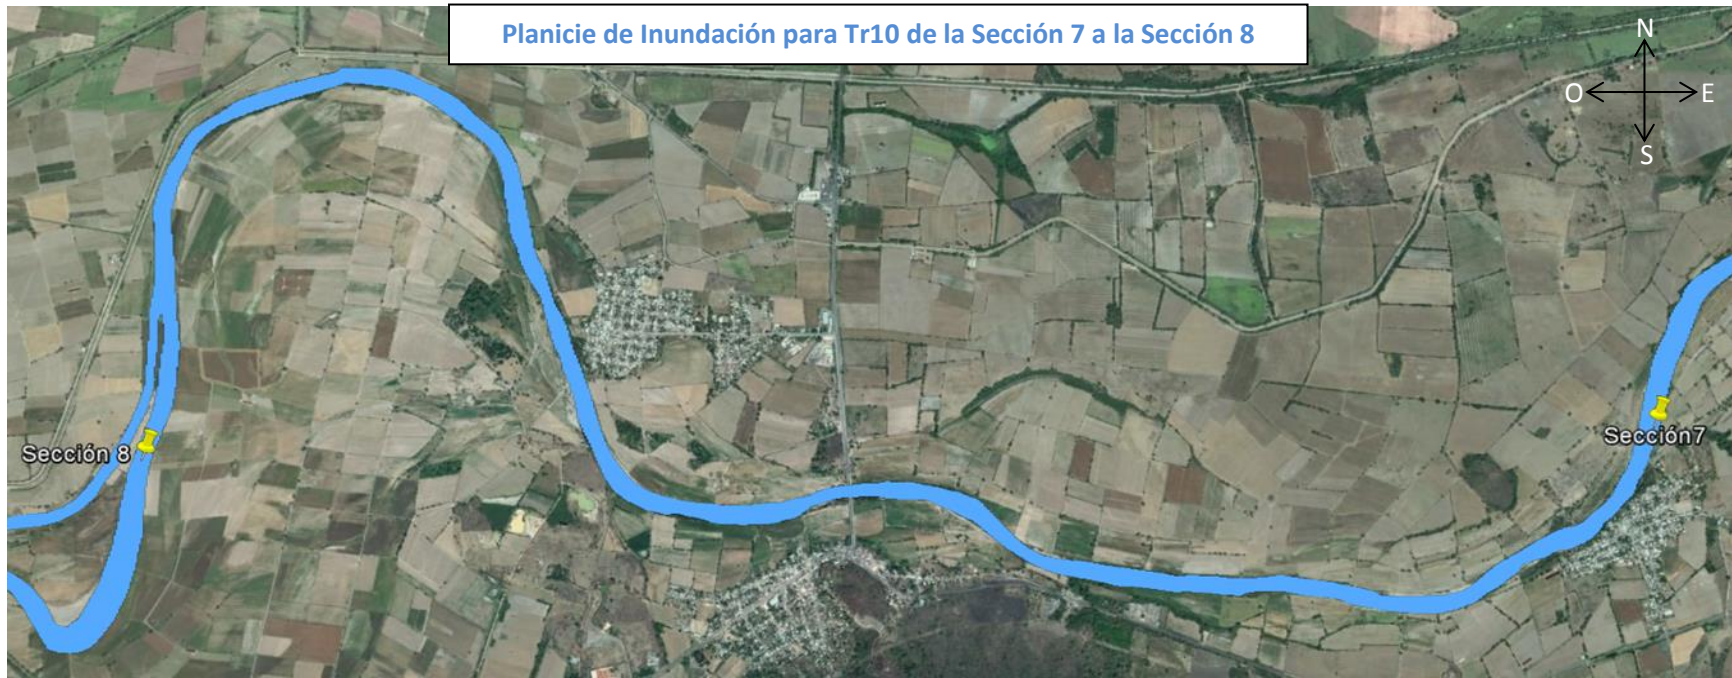 Planicie de Inundación para Tr10 de la Sección 7 a la Sección 8
N
O E
S
Sección 8
Sección7